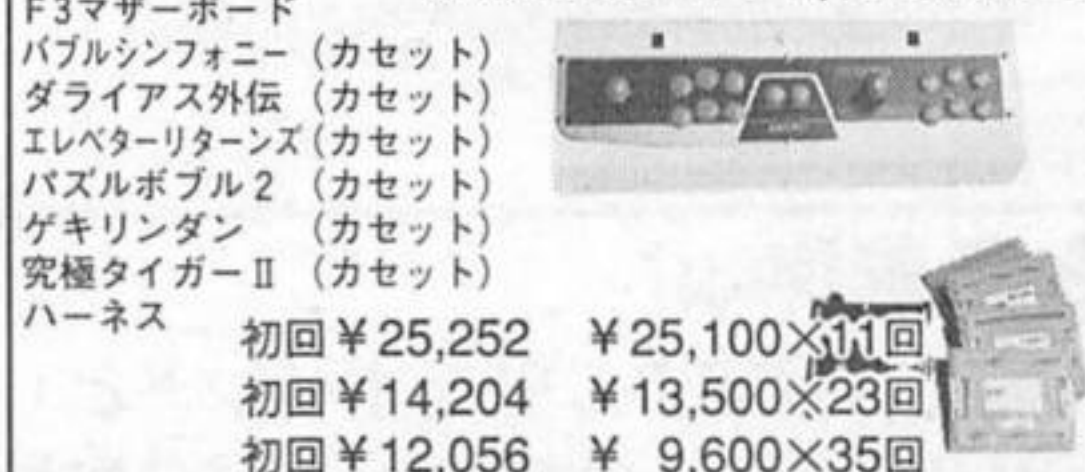 F3マザーボード
バブルシンフォニー (カセット)
ダライアス外伝 (カセット)
エレベターリターンズ (カセット)
パズルボブル2 (カセット)
ゲキリンダン (カセット)
究極タイガーⅡ (カセット)
ハーネス
初回¥25,252 ¥25,100×11回
初回¥14,204 ¥13,500×23回
初回¥12,056 ¥ 9,600×35回